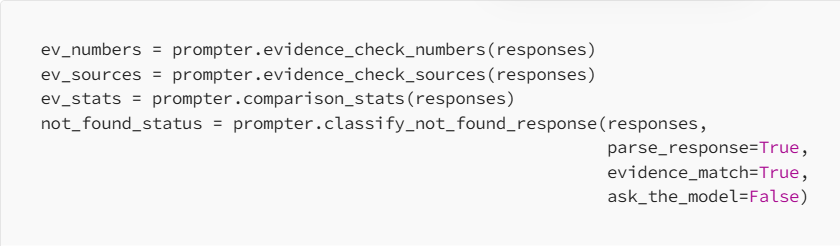 ev_numbers = prompter.evidence_check_numbers(responses)
ev_sources = prompter.evidence_check_sources(responses)
ev_stats = prompter.comparison_stats(responses)
not_found_status = prompter.classify_not_found_response(responses,
                                                        parse_response=True,
                                                        evidence_match=True,
                                                        ask_the_model=False)